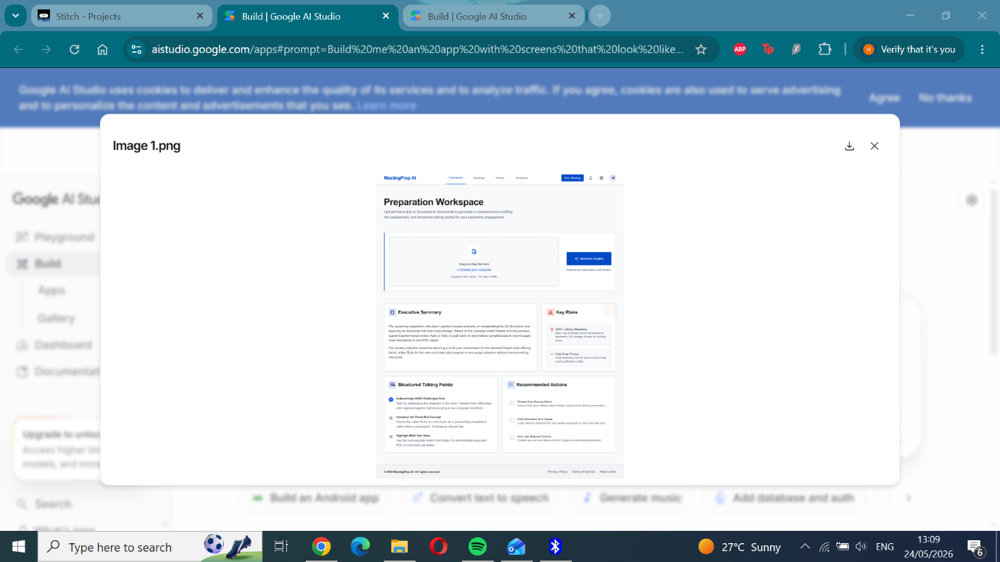 Stitch - Projects
Build | Google AI Studio
Build | Google AI Studio
aistudio.google.com/apps#prompt=Build%20me%20an%20app%20with%20screens%20that%20look%20like...
ABP
Tp
H
Verify that it's you
Google AI Studio uses cookies to deliver and enhance the quality of its services and to analyze traffic. If you agree, cookies are also used to serve advertising
and to personalize the content and advertisements that you see. Learn more
Agree
No thanks
Image 1.png
Google AI Stu
Playground
Build
Apps
Gallery
Dashboard
Documentati
Upgrade to unloc
Access higher lim
models, and more
Search
What's new
MeetingPrep AI
Dashboard
Meetings
History
Templates
New Meeting
Preparation Workspace
Upload transcripts or foundational documents to generate a comprehensive briefing,
risk assessment, and structured talking points for your upcoming engagement.
Drag and drop files here
or browse your computer
Generate Insights
Powered by proprietary LLM models.
Executive Summary
The upcoming negotiation with Apex Logistics focuses primarily on renegotiating the Q3 SLA terms and
exploring an expansion into cold-chain storage. Based on the uploaded email threads and the previous
quarter's performance review, Apex is likely to push back on strict latency penalties due to recent supply
chain disruptions in the APAC region.
Our primary objective should be securing a multi-year commitment for the standard freight while offering
tiered, softer SLAs for the new cold-chain pilot program to encourage adoption without overcommitting
resources.
Key Risks
APAC Latency Objections
Apex may leverage recent disruptions to
demand a 15% margin of error on delivery
times.
Cold Chain Pricing
Initial estimates are 8% above market rate,
need justification ready.
Structured Talking Points
1
Acknowledge APAC Challenges First
Start by addressing the elephant in the room. Validate their difficulties
with regional logistics before pivoting to our proposed solutions.
2
Introduce the Tiered SLA Concept
Frame the softer SLAs on cold-chain as a 'partnership investment'
rather than a concession. Emphasize shared risk.
3
Highlight Multi-Year Value
Use the cost-savings matrix from slide 4 to demonstrate long-term
ROI vs short-term penalties.
Recommended Actions
Review Cost-Savings Matrix
Ensure slide deck reflects latest inflation adjustments before presentation.
Draft Alternative SLA Clause
Legal needs to approve the 'soft' penalty language for the cold-chain pilot.
Sync with Regional Director
Confirm ground-truth status of APAC delays to avoid being blindsided.
© 2024 MeetingPrep AI. All rights reserved.
Privacy Policy
Terms of Service
Help Center
Build an Android app
Convert text to speech
Generate music
Add database and auth
Type here to search
27°C Sunny
ENG
13:09
24/05/2026
6